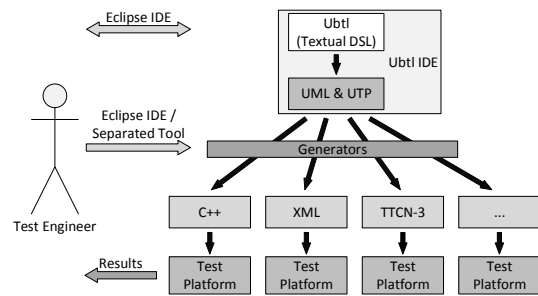 Eclipse IDE
Ubtl
(Textual DSL)
Ubtl IDE
UML & UTP
Eclipse IDE /
Separated Tool
Generators
Test Engineer
C++
XML
TTCN-3
...
Results
Test
Platform
Test
Platform
Test
Platform
Test
Platform